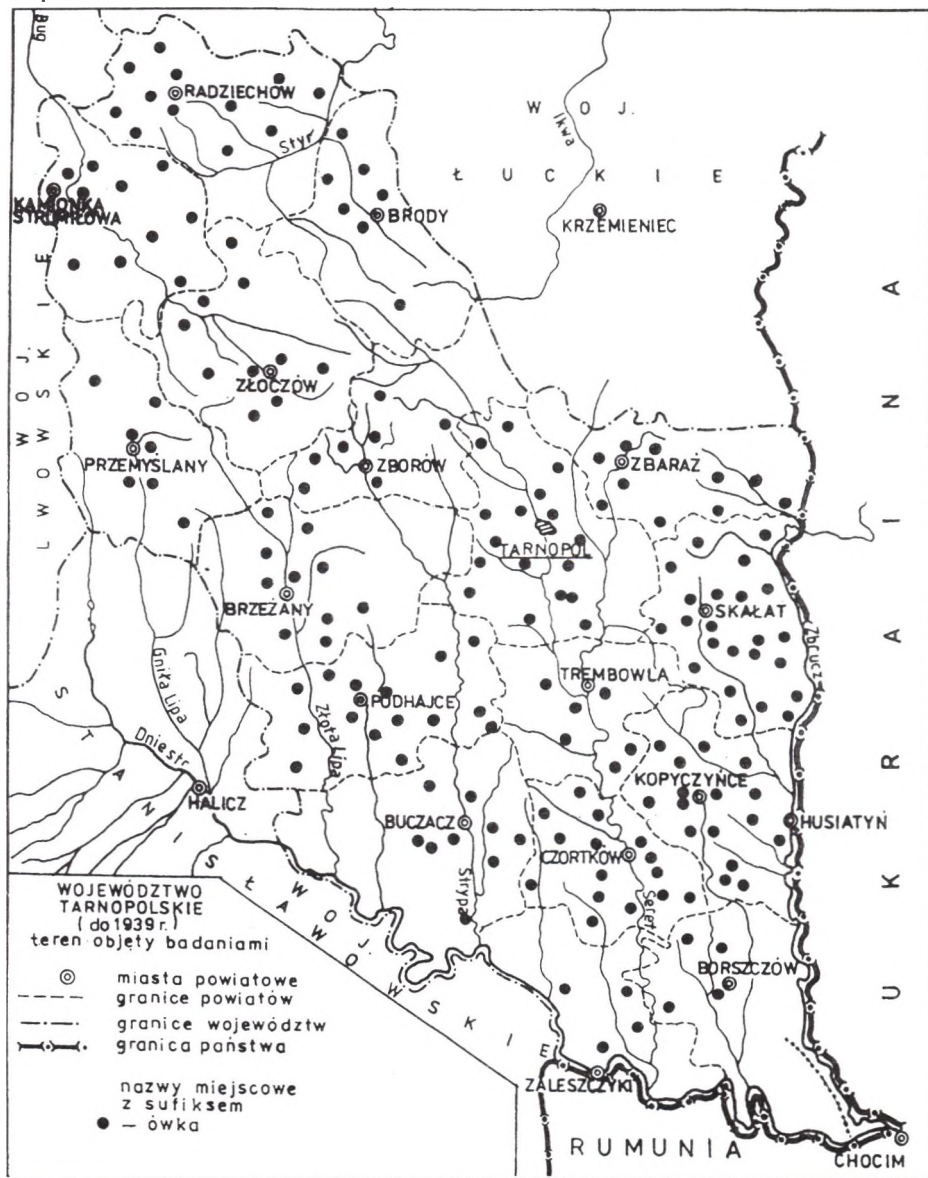 Bug
RADZIECHÓW
Styr
WOJ.
Ikwa
ŁUCKIE
KAMIONKA
STRUMIŁOWA
BRODY
KRZEMIENIEC
WOJ.
LWOWSKIE
ZŁOCZÓW
PRZEMYSLANY
ZBORÓW
ZBARAŻ
TARNOPOL
BRZEŻANY
SKAŁAT
Zbrucz
UKRAINA
Gniła Lipa
Złota Lipa
PODHAJCE
TREMBOWLA
Dniestr
HALICZ
KOPYCZYŃCE
HUSIATYŃ
BUCZACZ
CZORTKÓW
Strypa
Seret
BORSZCZÓW
STANISŁAWOWSKIE
WOJ.
ZALESZCZYKI
RUMUNIA
CHOCIM
WOJEWÓDZTWO
TARNOPOLSKIE
(do 1939 r.)
teren objęty badaniami
miasta powiatowe
granice powiatów
granice województw
granica państwa
nazwy miejscowe
z sufiksem
– ówka